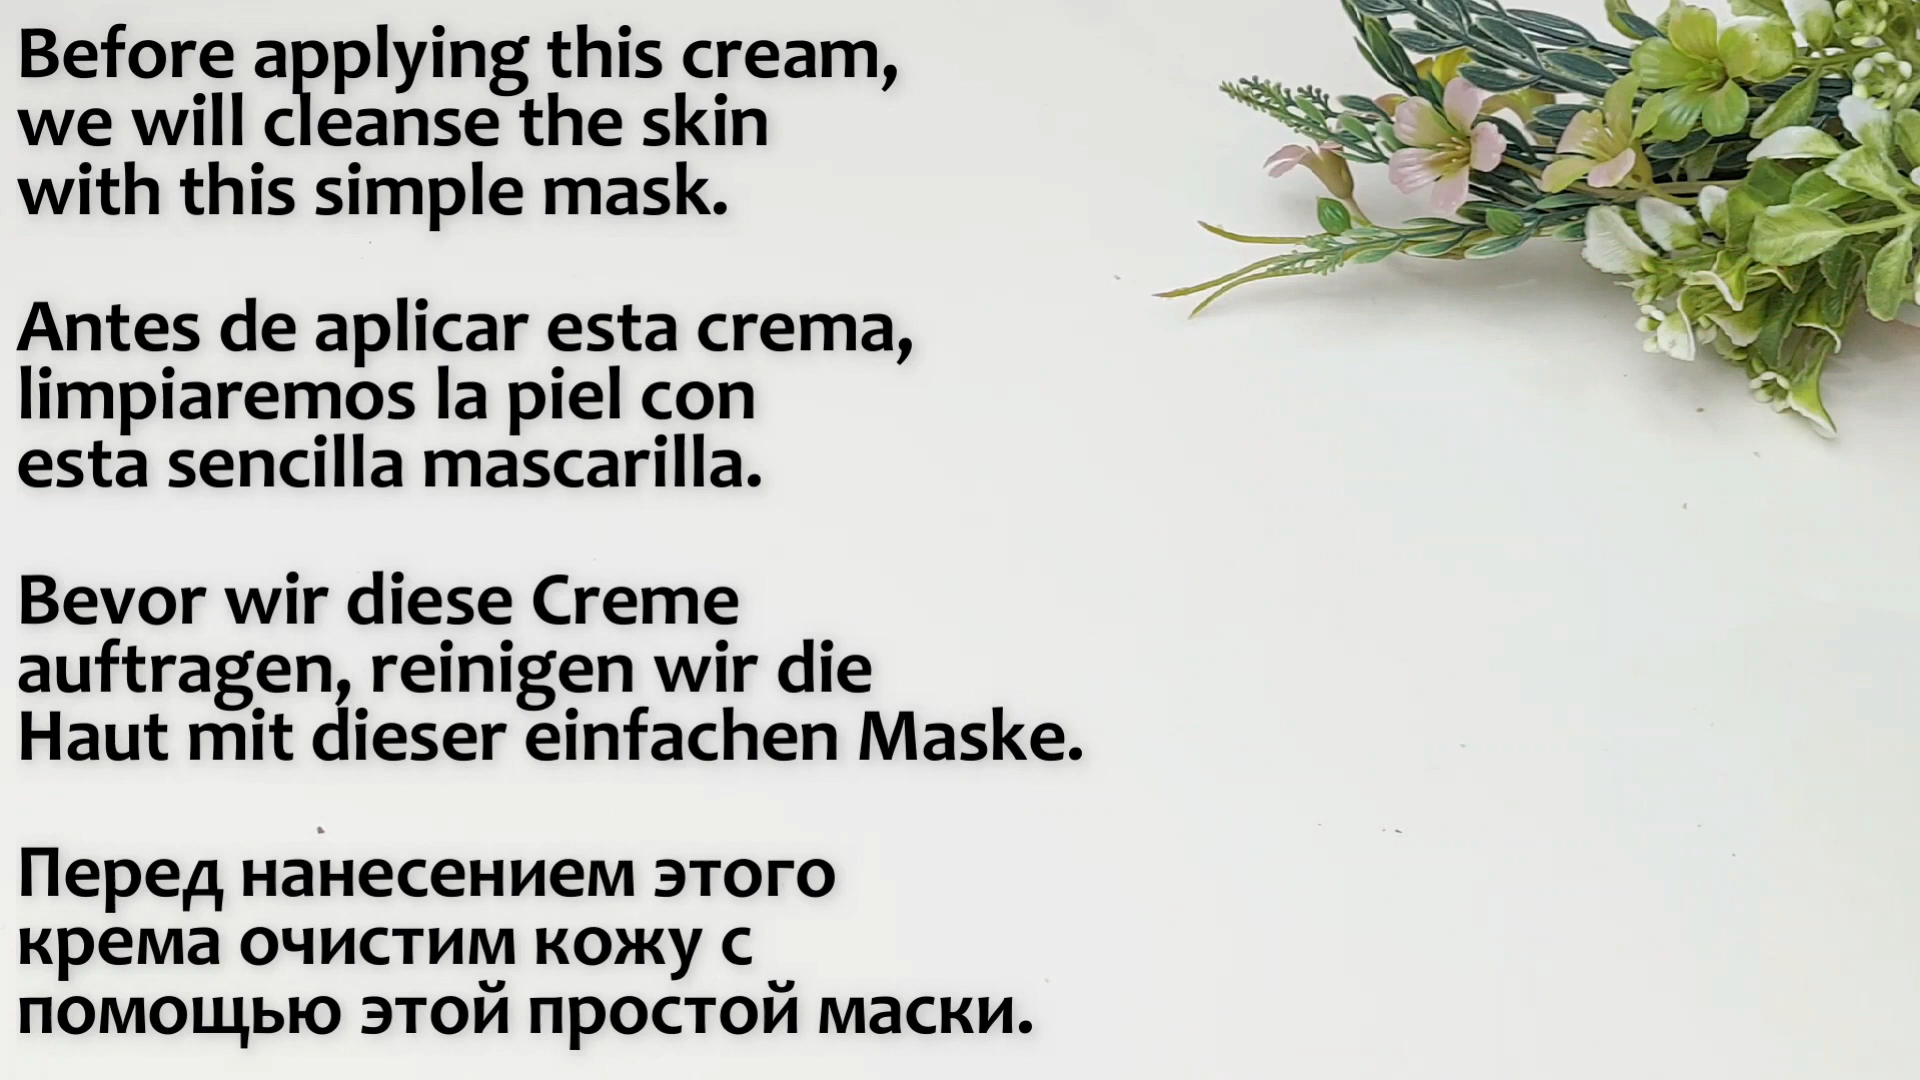 Before applying this cream,
we will cleanse the skin
with this simple mask.
Antes de aplicar esta crema,
limpiaremos la piel con
esta sencilla mascarilla.
Bevor wir diese Creme
auftragen, reinigen wir die
Haut mit dieser einfachen Maske.
Перед нанесением этого
крема очистим кожу с
помощью этой простой маски.